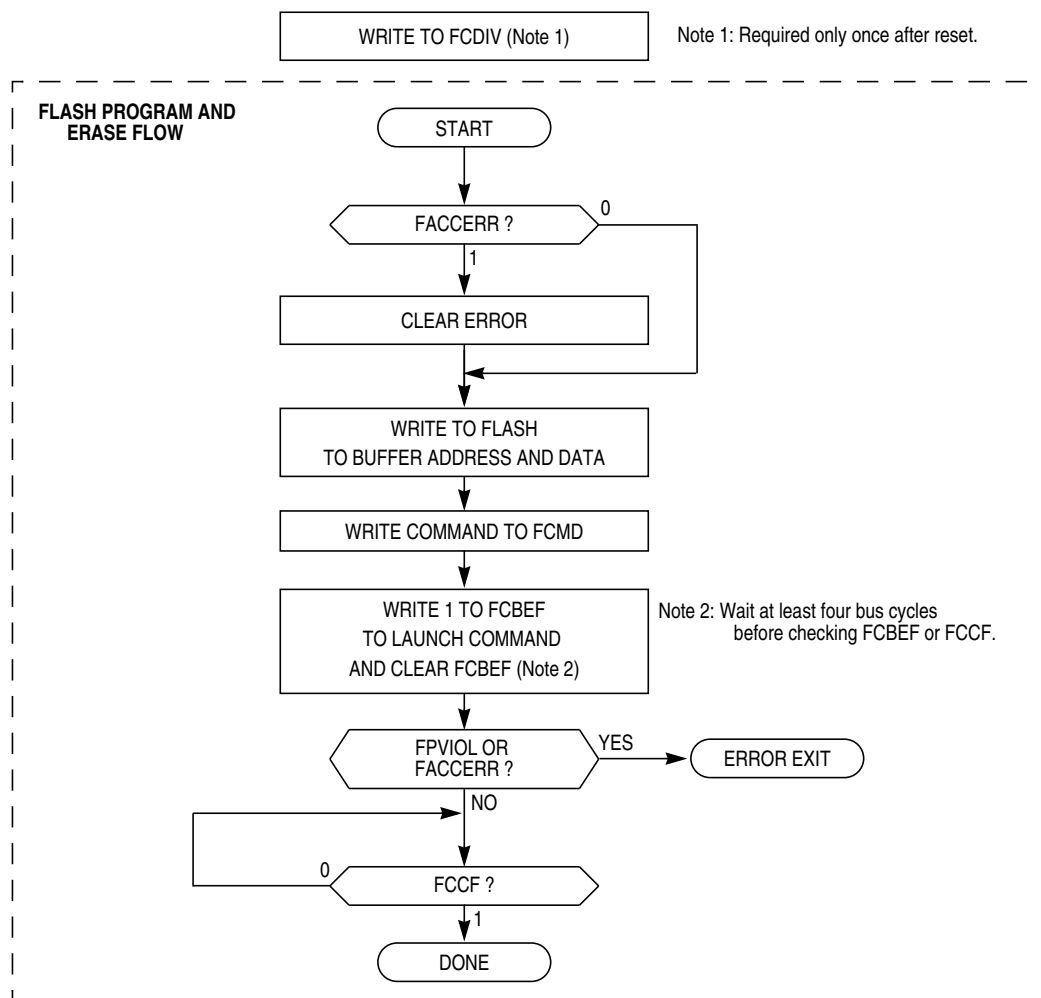 WRITE TO FCDIV (Note 1)
Note 1: Required only once after reset.
FLASH PROGRAM AND
ERASE FLOW
START
FACCERR ?
0
1
CLEAR ERROR
WRITE TO FLASH
TO BUFFER ADDRESS AND DATA
WRITE COMMAND TO FCMD
WRITE 1 TO FCBEF
TO LAUNCH COMMAND
AND CLEAR FCBEF (Note 2)
Note 2: Wait at least four bus cycles
before checking FCBEF or FCCF.
FPVIOL OR
FACCERR ?
YES
ERROR EXIT
NO
0
FCCF ?
1
DONE